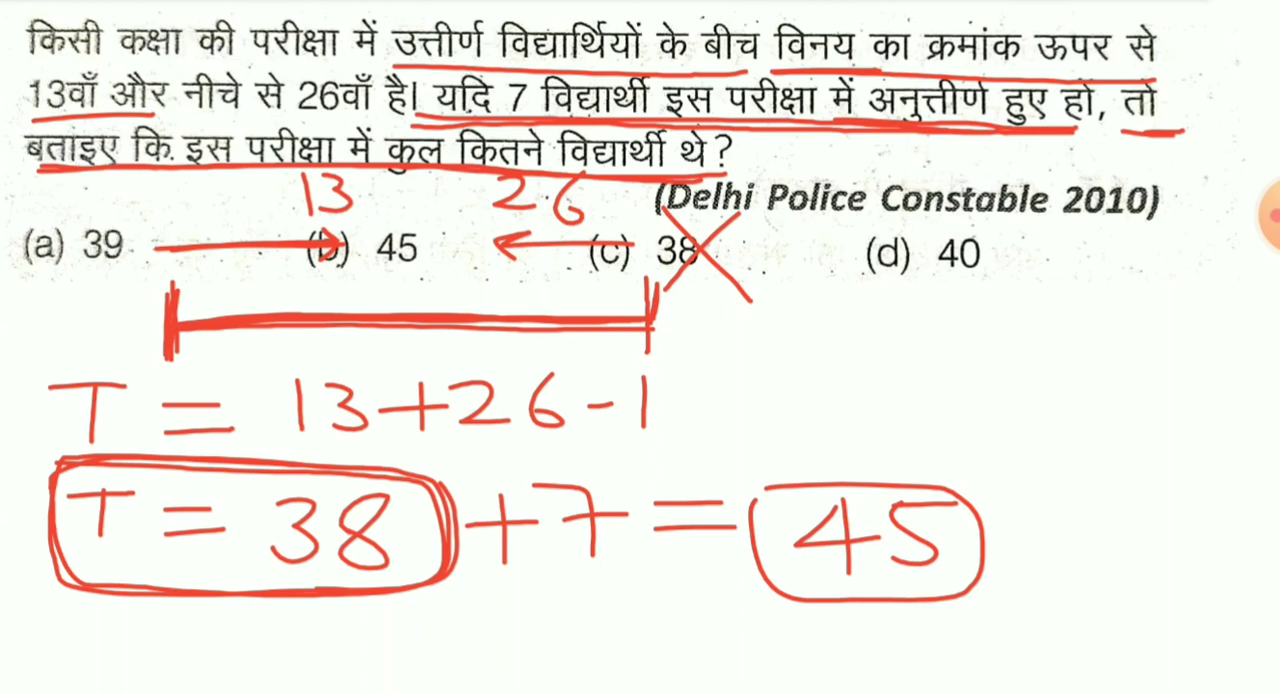 किसी कक्षा की परीक्षा में उत्तीर्ण विद्यार्थियों के बीच विनय का क्रमांक ऊपर से
13वाँ और नीचे से 26वाँ है। यदि 7 विद्यार्थी इस परीक्षा में अनुत्तीर्ण हुए हों, तो
बताइए कि इस परीक्षा में कुल कितने विद्यार्थी थे?
13 26
(Delhi Police Constable 2010)
(a) 39 (b) 45 (c) 38 (d) 40
T = 13+26-1
T = 38 +7 = 45